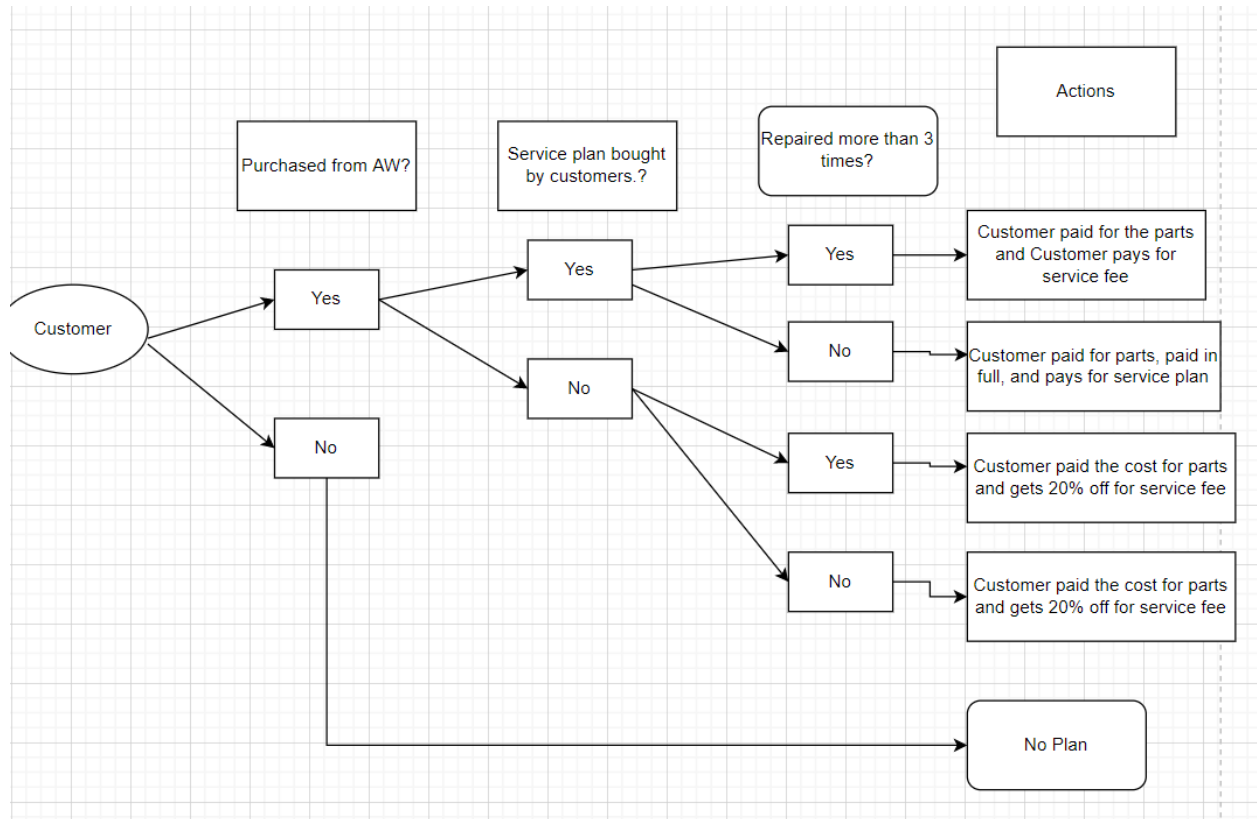 Actions
Purchased from AW?
Service plan bought
by customers.?
Repaired more than 3
times?
Customer
Yes
No
Yes
No
Yes
No
Yes
No
Customer paid for the parts
and Customer pays for
service fee
Customer paid for parts, paid in
full, and pays for service plan
Customer paid the cost for parts
and gets 20% off for service fee
Customer paid the cost for parts
and gets 20% off for service fee
No Plan